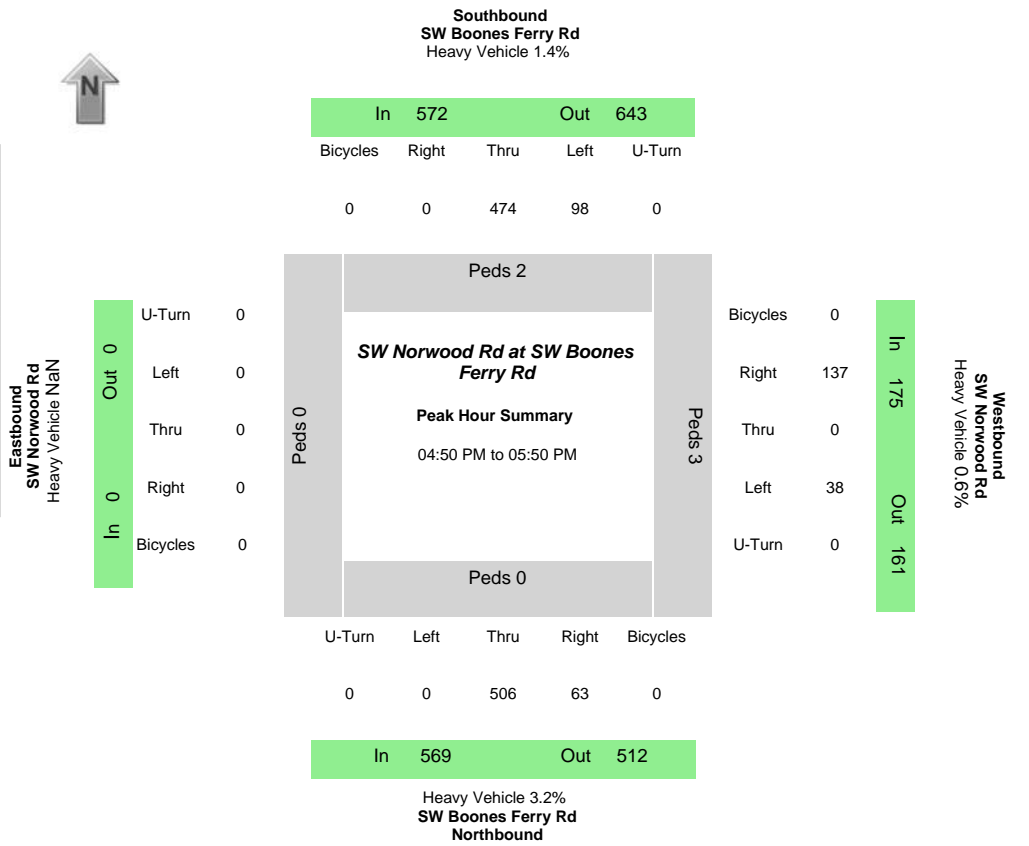 Southbound
SW Boones Ferry Rd
Heavy Vehicle 1.4%
N
In 572 Out 643
Bicycles Right Thru Left U-Turn
0 0 474 98 0
Eastbound
SW Norwood Rd
Heavy Vehicle NaN
In 0 Out 0
U-Turn 0
Left 0
Thru 0
Right 0
Bicycles 0
Peds 0
Peds 2
SW Norwood Rd at SW Boones
Ferry Rd
Peak Hour Summary
04:50 PM to 05:50 PM
Peds 3
Peds 0
Bicycles 0
Right 137
Thru 0
Left 38
U-Turn 0
In 175 Out 161
Westbound
SW Norwood Rd
Heavy Vehicle 0.6%
U-Turn Left Thru Right Bicycles
0 0 506 63 0
In 569 Out 512
Heavy Vehicle 3.2%
SW Boones Ferry Rd
Northbound